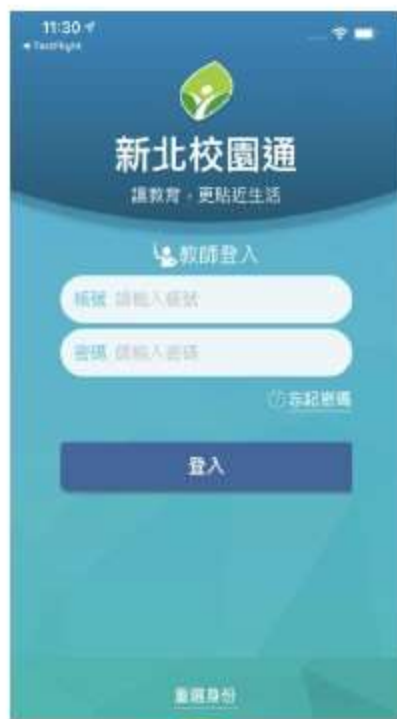 11:30
TestFlight
新北校園通
讓教育，更貼近生活
教師登入
帳號 請輸入帳號
密碼 請輸入密碼
忘記密碼
登入
重選身份